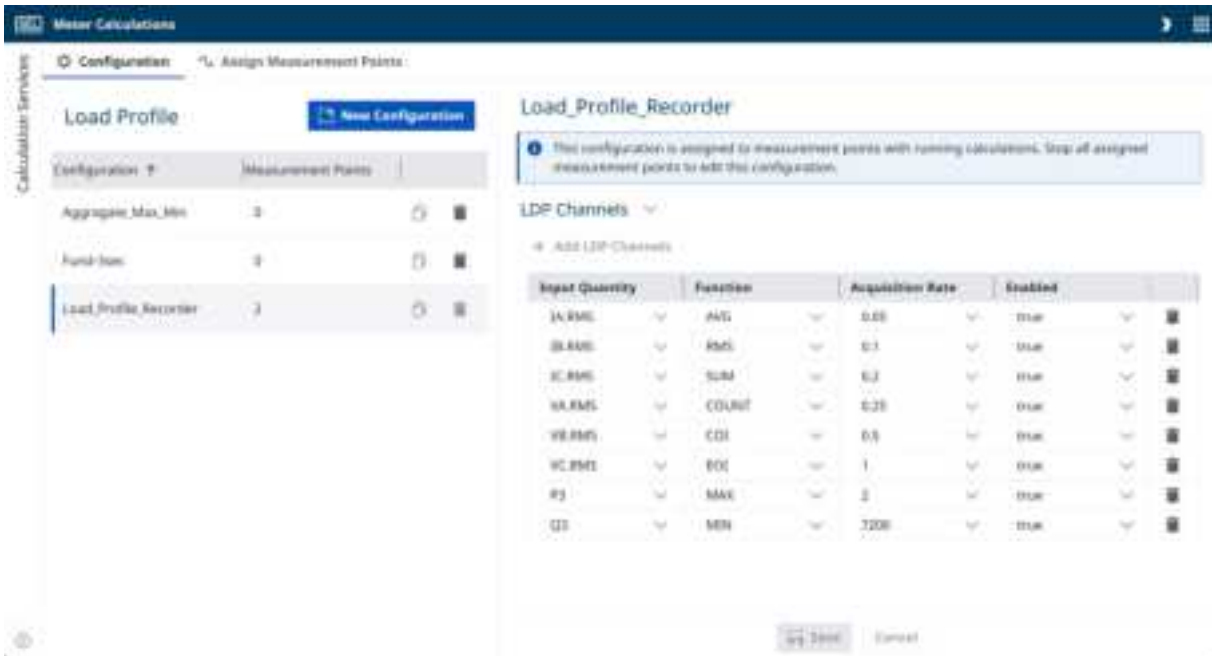 Meter Calculations
Calculation Services
Configuration Assign Measurement Points
Load Profile New Configuration
Configuration Measurement Points
Aggregate_Max_Min 0
0
Load_Profile_Recorder
Load_Profile_Recorder
This configuration is assigned to measurement points with running calculations. Stop all assigned
measurement points to edit this configuration.
LDP Channels
+ Add LDP Channels
Input Quantity Function Acquisition Rate Enabled
IA.RMS AVG 0.05 true
IB.RMS RMS 0.1 true
IC.RMS SUM 0.2 true
VA.RMS COUNT 0.25 true
VB.RMS COI 0.5 true
VC.RMS EOI 1 true
P3 MAX 2 true
Q3 MIN 7200 true
Save Cancel